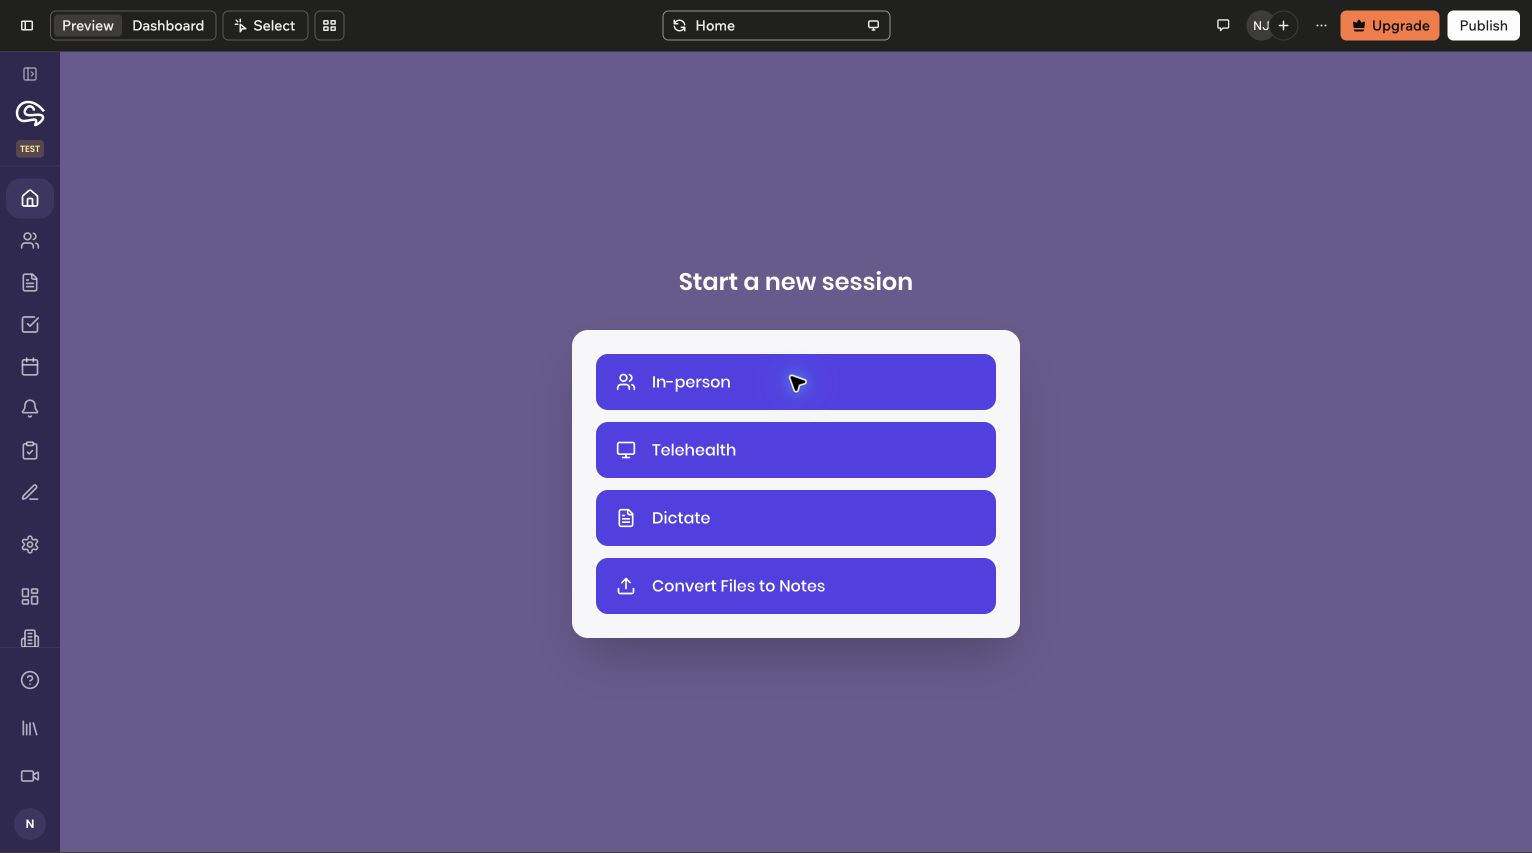 Preview Dashboard Select Home NJ Upgrade Publish
TEST
Start a new session
In-person
Telehealth
Dictate
Convert Files to Notes
N